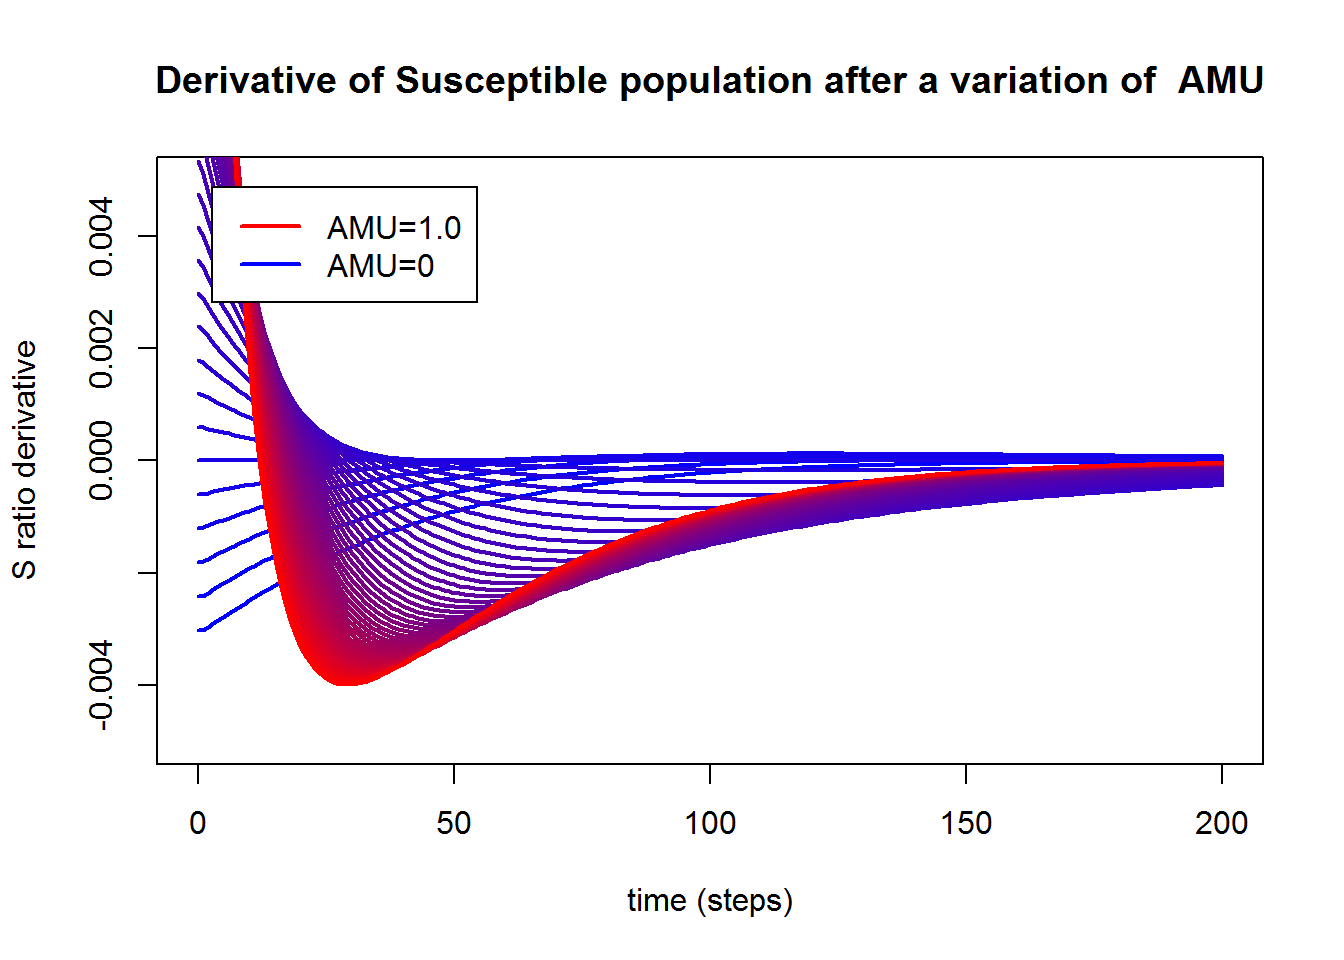 Derivative of Susceptible population after a variation of  AMU
S ratio derivative
0.004
0.002
0.000
-0.004
AMU=1.0
AMU=0
0
50
100
150
200
time (steps)